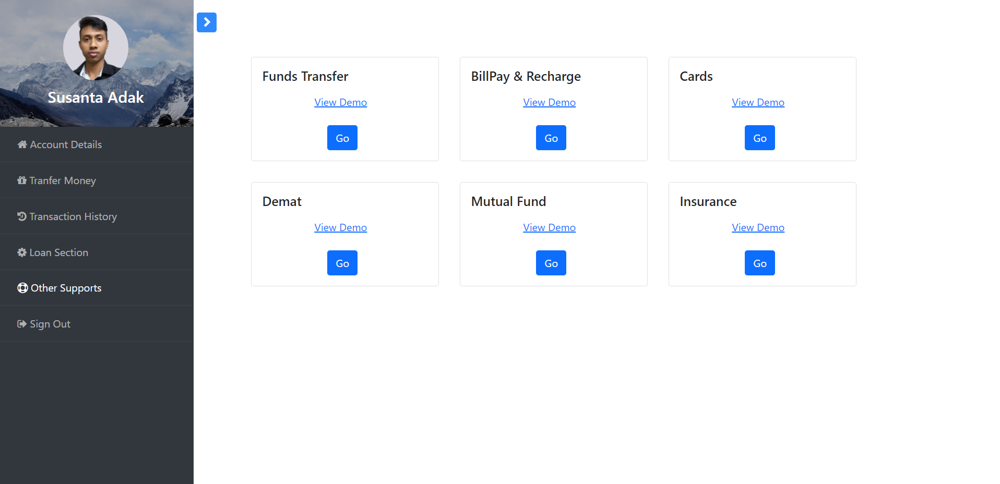 Susanta Adak
Account Details
Tranfer Money
Transaction History
Loan Section
Other Supports
Sign Out
Funds Transfer
View Demo
Go
BillPay & Recharge
View Demo
Go
Cards
View Demo
Go
Demat
View Demo
Go
Mutual Fund
View Demo
Go
Insurance
View Demo
Go